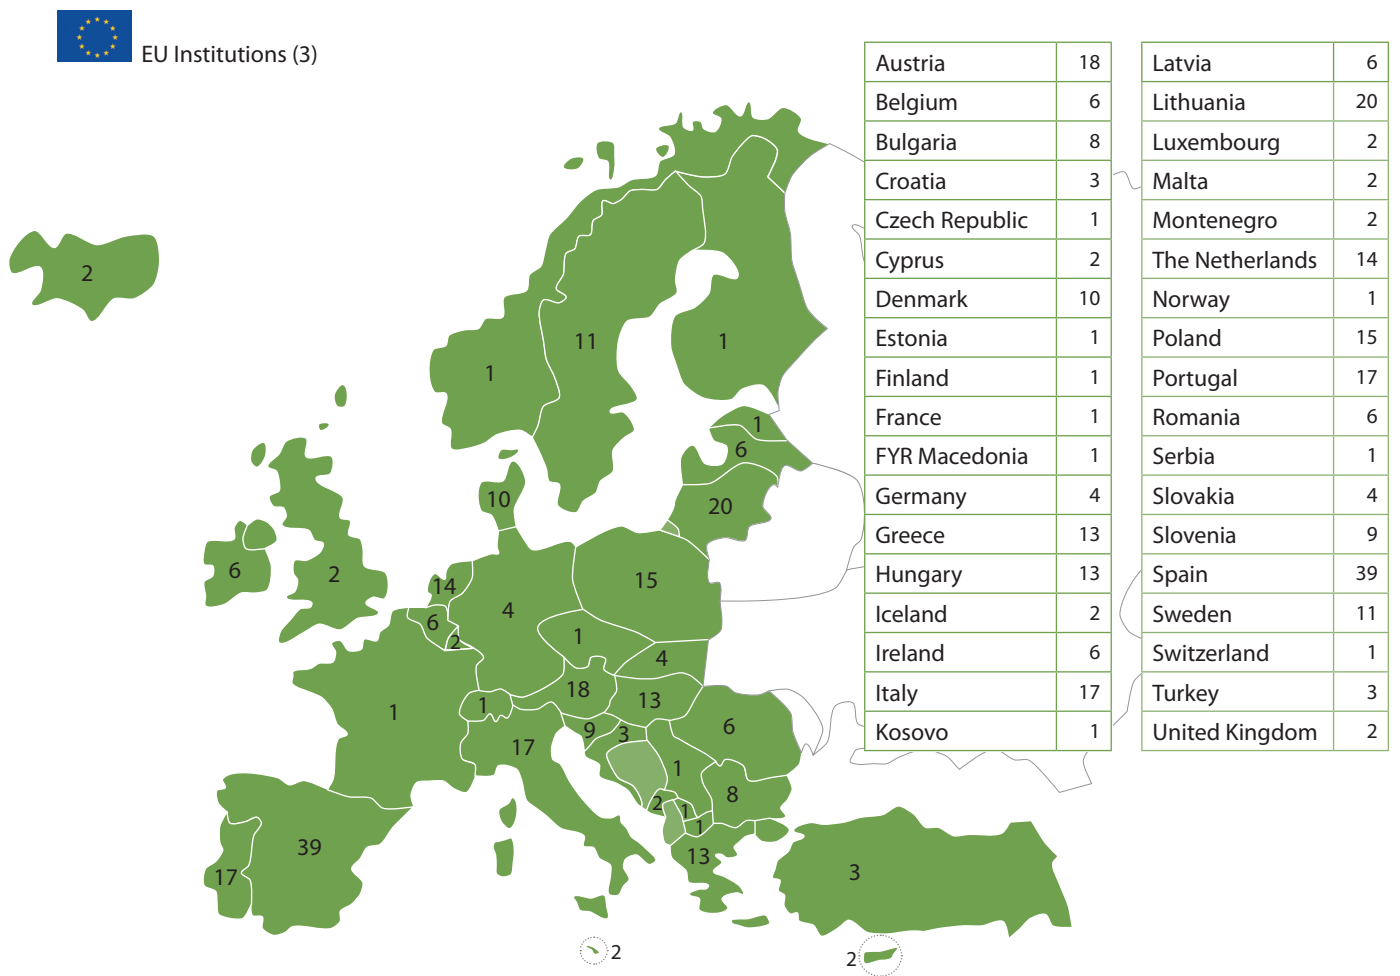 EU Institutions (3)
Austria 18
Belgium 6
Bulgaria 8
Croatia 3
Czech Republic 1
Cyprus 2
Denmark 10
Estonia 1
Finland 1
France 1
FYR Macedonia 1
Germany 4
Greece 13
Hungary 13
Iceland 2
Ireland 6
Italy 17
Kosovo 1
Latvia 6
Lithuania 20
Luxembourg 2
Malta 2
Montenegro 2
The Netherlands 14
Norway 1
Poland 15
Portugal 17
Romania 6
Serbia 1
Slovakia 4
Slovenia 9
Spain 39
Sweden 11
Switzerland 1
Turkey 3
United Kingdom 2
2
11
1
1
1
6
10
20
6
2
14
15
4
6
2
1
4
18
13
1
1
17
9
3
6
1
8
2
1
1
13
39
17
3
2
2